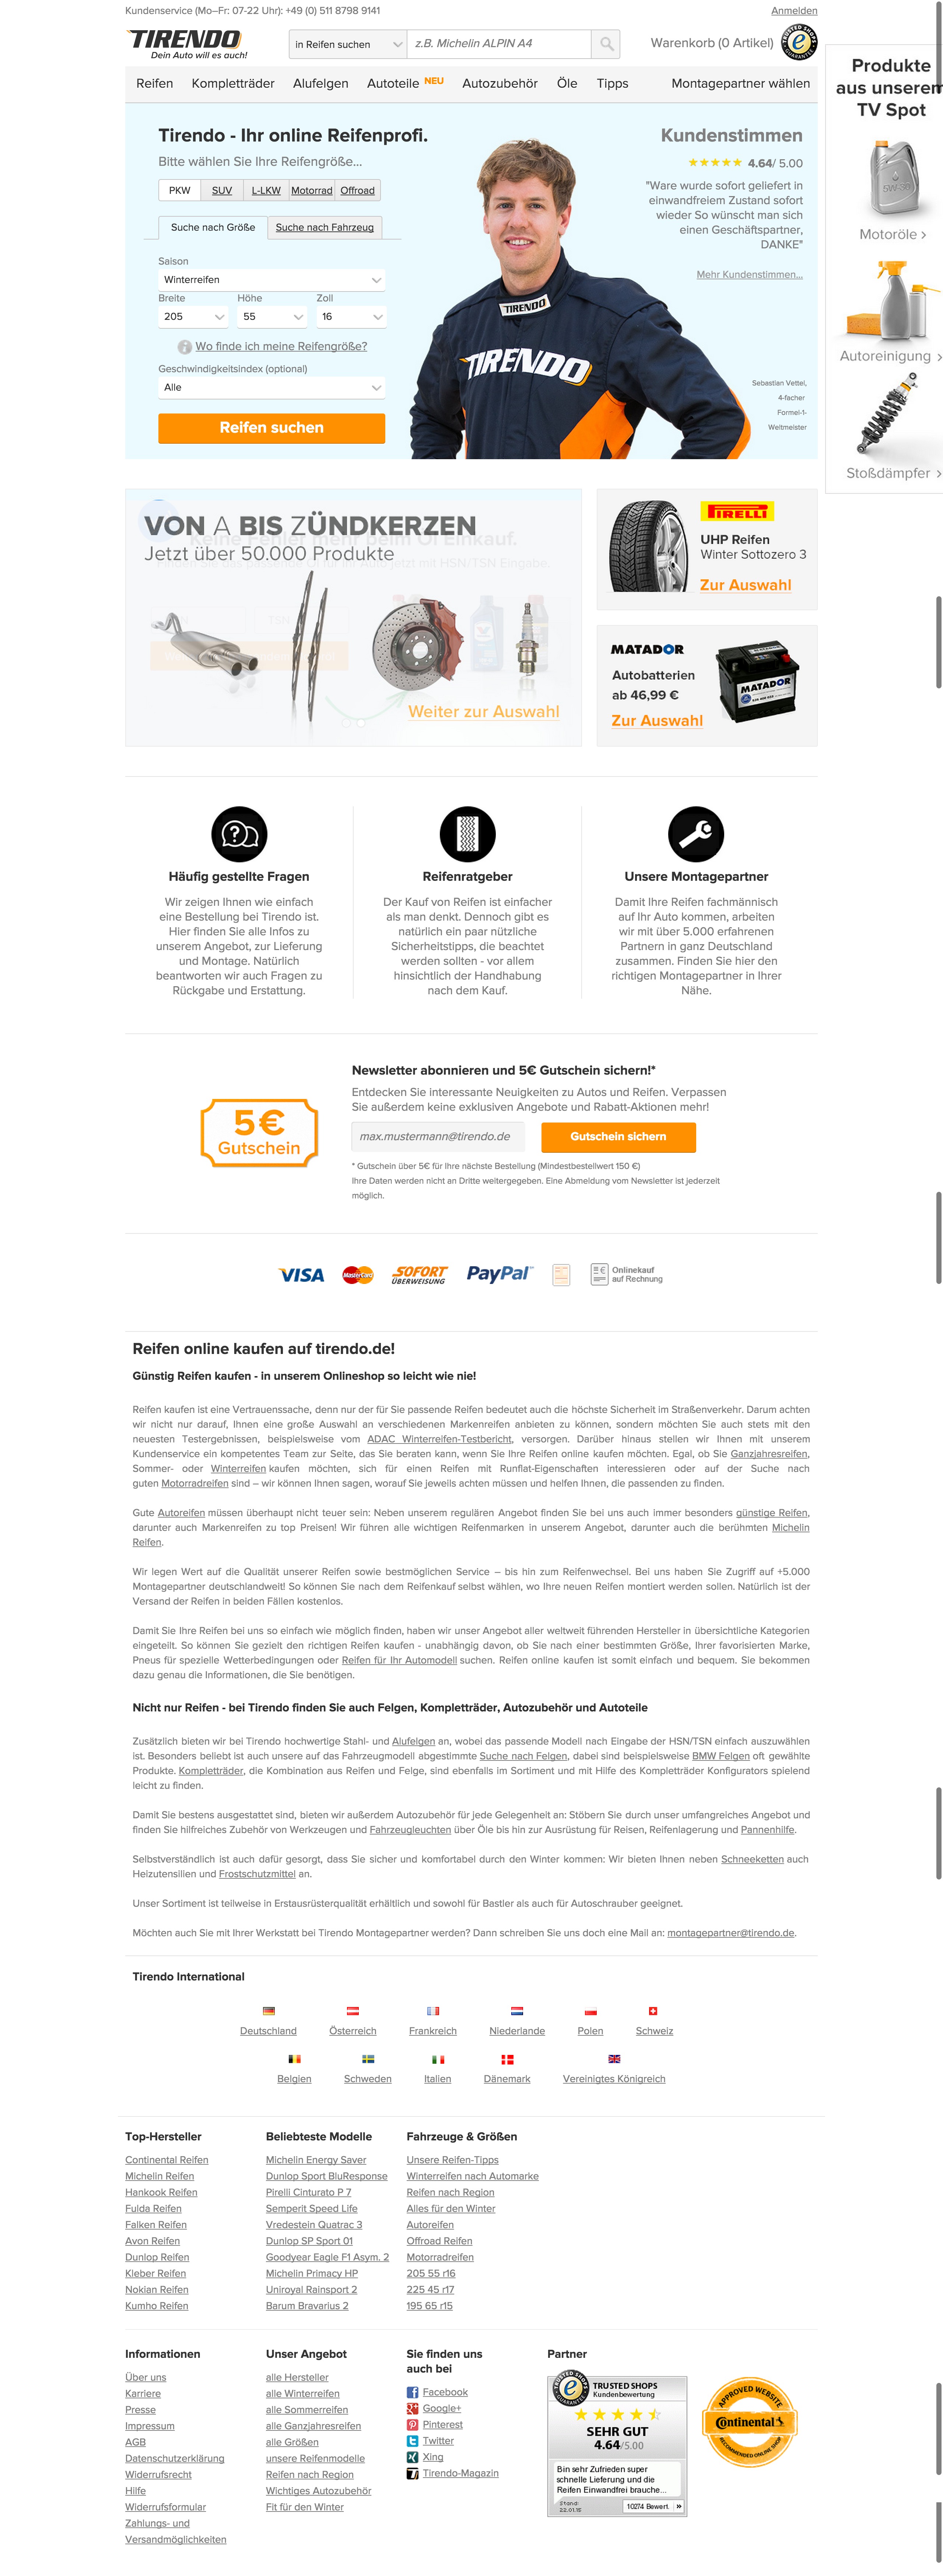 Kundenservice (Mo–Fr: 07-22 Uhr): +49 (0) 511 8798 9141
Anmelden
TIRENDO
Dein Auto will es auch!
in Reifen suchen
z.B. Michelin ALPIN A4
Warenkorb (0 Artikel)
TRUSTED SHOPS
GUARANTEE
Reifen Kompletträder Alufelgen Autoteile NEU Autozubehör Öle Tipps Montagepartner wählen
Produkte
aus unserem
TV Spot
Motoröle >
Autoreinigung >
Stoßdämpfer >
Tirendo - Ihr online Reifenprofi.
Bitte wählen Sie Ihre Reifengröße...
PKW SUV L-LKW Motorrad Offroad
Suche nach Größe Suche nach Fahrzeug
Saison
Winterreifen
Breite Höhe Zoll
205 55 16
Wo finde ich meine Reifengröße?
Geschwindigkeitsindex (optional)
Alle
Reifen suchen
TIRENDO
TIRENDO
Kundenstimmen
4.64/ 5.00
"Ware wurde sofort geliefert in
einwandfreiem Zustand sofort
wieder So wünscht man sich
einen Geschäftspartner,
DANKE"
Mehr Kundenstimmen...
Sebastian Vettel,
4-facher
Formel-1-
Weltmeister
VON A BIS ZÜNDKERZEN
Keine Fehler mehr beim Öl Einkauf.
Jetzt über 50.000 Produkte
Finden Sie das passende Öl für Ihr Auto jetzt mit HSN/TSN Eingabe.
TSN
Weiter zur Auswahl
PIRELLI
UHP Reifen
Winter Sottozero 3
Zur Auswahl
MATADOR
Autobatterien
ab 46,99 €
Zur Auswahl
MATADOR
Häufig gestellte Fragen
Wir zeigen Ihnen wie einfach
eine Bestellung bei Tirendo ist.
Hier finden Sie alle Infos zu
unserem Angebot, zur Lieferung
und Montage. Natürlich
beantworten wir auch Fragen zu
Rückgabe und Erstattung.
Reifenratgeber
Der Kauf von Reifen ist einfacher
als man denkt. Dennoch gibt es
natürlich ein paar nützliche
Sicherheitstipps, die beachtet
werden sollten - vor allem
hinsichtlich der Handhabung
nach dem Kauf.
Unsere Montagepartner
Damit Ihre Reifen fachmännisch
auf Ihr Auto kommen, arbeiten
wir mit über 5.000 erfahrenen
Partnern in ganz Deutschland
zusammen. Finden Sie hier den
richtigen Montagepartner in Ihrer
Nähe.
5€
Gutschein
Newsletter abonnieren und 5€ Gutschein sichern!*
Entdecken Sie interessante Neuigkeiten zu Autos und Reifen. Verpassen
Sie außerdem keine exklusiven Angebote und Rabatt-Aktionen mehr!
max.mustermann@tirendo.de
Gutschein sichern
* Gutschein über 5€ für Ihre nächste Bestellung (Mindestbestellwert 150 €)
Ihre Daten werden nicht an Dritte weitergegeben. Eine Abmeldung vom Newsletter ist jederzeit
möglich.
VISA
MasterCard
SOFORT
ÜBERWEISUNG
PayPal
Onlinekauf
auf Rechnung
Reifen online kaufen auf tirendo.de!
Günstig Reifen kaufen - in unserem Onlineshop so leicht wie nie!
Reifen kaufen ist eine Vertrauenssache, denn nur der für Sie passende Reifen bedeutet auch die höchste Sicherheit im Straßenverkehr. Darum achten
wir nicht nur darauf, Ihnen eine große Auswahl an verschiedenen Markenreifen anbieten zu können, sondern möchten Sie auch stets mit den
neuesten Testergebnissen, beispielsweise vom ADAC Winterreifen-Testbericht, versorgen. Darüber hinaus stellen wir Ihnen mit unserem
Kundenservice ein kompetentes Team zur Seite, das Sie beraten kann, wenn Sie Ihre Reifen online kaufen möchten. Egal, ob Sie Ganzjahresreifen,
Sommer- oder Winterreifen kaufen möchten, sich für einen Reifen mit Runflat-Eigenschaften interessieren oder auf der Suche nach
guten Motorradreifen sind – wir können Ihnen sagen, worauf Sie jeweils achten müssen und helfen Ihnen, die passenden zu finden.
Gute Autoreifen müssen überhaupt nicht teuer sein: Neben unserem regulären Angebot finden Sie bei uns auch immer besonders günstige Reifen,
darunter auch Markenreifen zu top Preisen! Wir führen alle wichtigen Reifenmarken in unserem Angebot, darunter auch die berühmten Michelin
Reifen.
Wir legen Wert auf die Qualität unserer Reifen sowie bestmöglichen Service – bis hin zum Reifenwechsel. Bei uns haben Sie Zugriff auf +5.000
Montagepartner deutschlandweit! So können Sie nach dem Reifenkauf selbst wählen, wo Ihre neuen Reifen montiert werden sollen. Natürlich ist der
Versand der Reifen in beiden Fällen kostenlos.
Damit Sie Ihre Reifen bei uns so einfach wie möglich finden, haben wir unser Angebot aller weltweit führenden Hersteller in übersichtliche Kategorien
eingeteilt. So können Sie gezielt den richtigen Reifen kaufen - unabhängig davon, ob Sie nach einer bestimmten Größe, Ihrer favorisierten Marke,
Pneus für spezielle Wetterbedingungen oder Reifen für Ihr Automodell suchen. Reifen online kaufen ist somit einfach und bequem. Sie bekommen
dazu genau die Informationen, die Sie benötigen.
Nicht nur Reifen - bei Tirendo finden Sie auch Felgen, Kompletträder, Autozubehör und Autoteile
Zusätzlich bieten wir bei Tirendo hochwertige Stahl- und Alufelgen an, wobei das passende Modell nach Eingabe der HSN/TSN einfach auszuwählen
ist. Besonders beliebt ist auch unsere auf das Fahrzeugmodell abgestimmte Suche nach Felgen, dabei sind beispielsweise BMW Felgen oft gewählte
Produkte. Kompletträder, die Kombination aus Reifen und Felge, sind ebenfalls im Sortiment und mit Hilfe des Kompletträder Konfigurators spielend
leicht zu finden.
Damit Sie bestens ausgestattet sind, bieten wir außerdem Autozubehör für jede Gelegenheit an: Stöbern Sie durch unser umfangreiches Angebot und
finden Sie hilfreiches Zubehör von Werkzeugen und Fahrzeugleuchten über Öle bis hin zur Ausrüstung für Reisen, Reifenlagerung und Pannenhilfe.
Selbstverständlich ist auch dafür gesorgt, dass Sie sicher und komfortabel durch den Winter kommen: Wir bieten Ihnen neben Schneeketten auch
Heizutensilien und Frostschutzmittel an.
Unser Sortiment ist teilweise in Erstausrüsterqualität erhältlich und sowohl für Bastler als auch für Autoschrauber geeignet.
Möchten auch Sie mit Ihrer Werkstatt bei Tirendo Montagepartner werden? Dann schreiben Sie uns doch eine Mail an: montagepartner@tirendo.de.
Tirendo International
Deutschland Österreich Frankreich Niederlande Polen Schweiz
Belgien Schweden Italien Dänemark Vereinigtes Königreich
Top-Hersteller
Continental Reifen
Michelin Reifen
Hankook Reifen
Fulda Reifen
Falken Reifen
Avon Reifen
Dunlop Reifen
Kleber Reifen
Nokian Reifen
Kumho Reifen
Beliebteste Modelle
Michelin Energy Saver
Dunlop Sport BluResponse
Pirelli Cinturato P 7
Semperit Speed Life
Vredestein Quatrac 3
Dunlop SP Sport 01
Goodyear Eagle F1 Asym. 2
Michelin Primacy HP
Uniroyal Rainsport 2
Barum Bravarius 2
Fahrzeuge & Größen
Unsere Reifen-Tipps
Winterreifen nach Automarke
Reifen nach Region
Alles für den Winter
Autoreifen
Offroad Reifen
Motorradreifen
205 55 r16
225 45 r17
195 65 r15
Informationen
Über uns
Karriere
Presse
Impressum
AGB
Datenschutzerklärung
Widerrufsrecht
Hilfe
Widerrufsformular
Zahlungs- und
Versandmöglichkeiten
Unser Angebot
alle Hersteller
alle Winterreifen
alle Sommerreifen
alle Ganzjahresreifen
alle Größen
unsere Reifenmodelle
Reifen nach Region
Wichtiges Autozubehör
Fit für den Winter
Sie finden uns
auch bei
Facebook
Google+
Pinterest
Twitter
Xing
Tirendo-Magazin
Partner
TRUSTED SHOPS
Kundenbewertung
SEHR GUT
4.64/5.00
Bin sehr Zufrieden super
schnelle Lieferung und die
Reifen Einwandfrei brauche...
Stand:
22.01.15
10274 Bewert. »
APPROVED WEBSITE
Continental
RECOMMENDED ONLINE SHOP